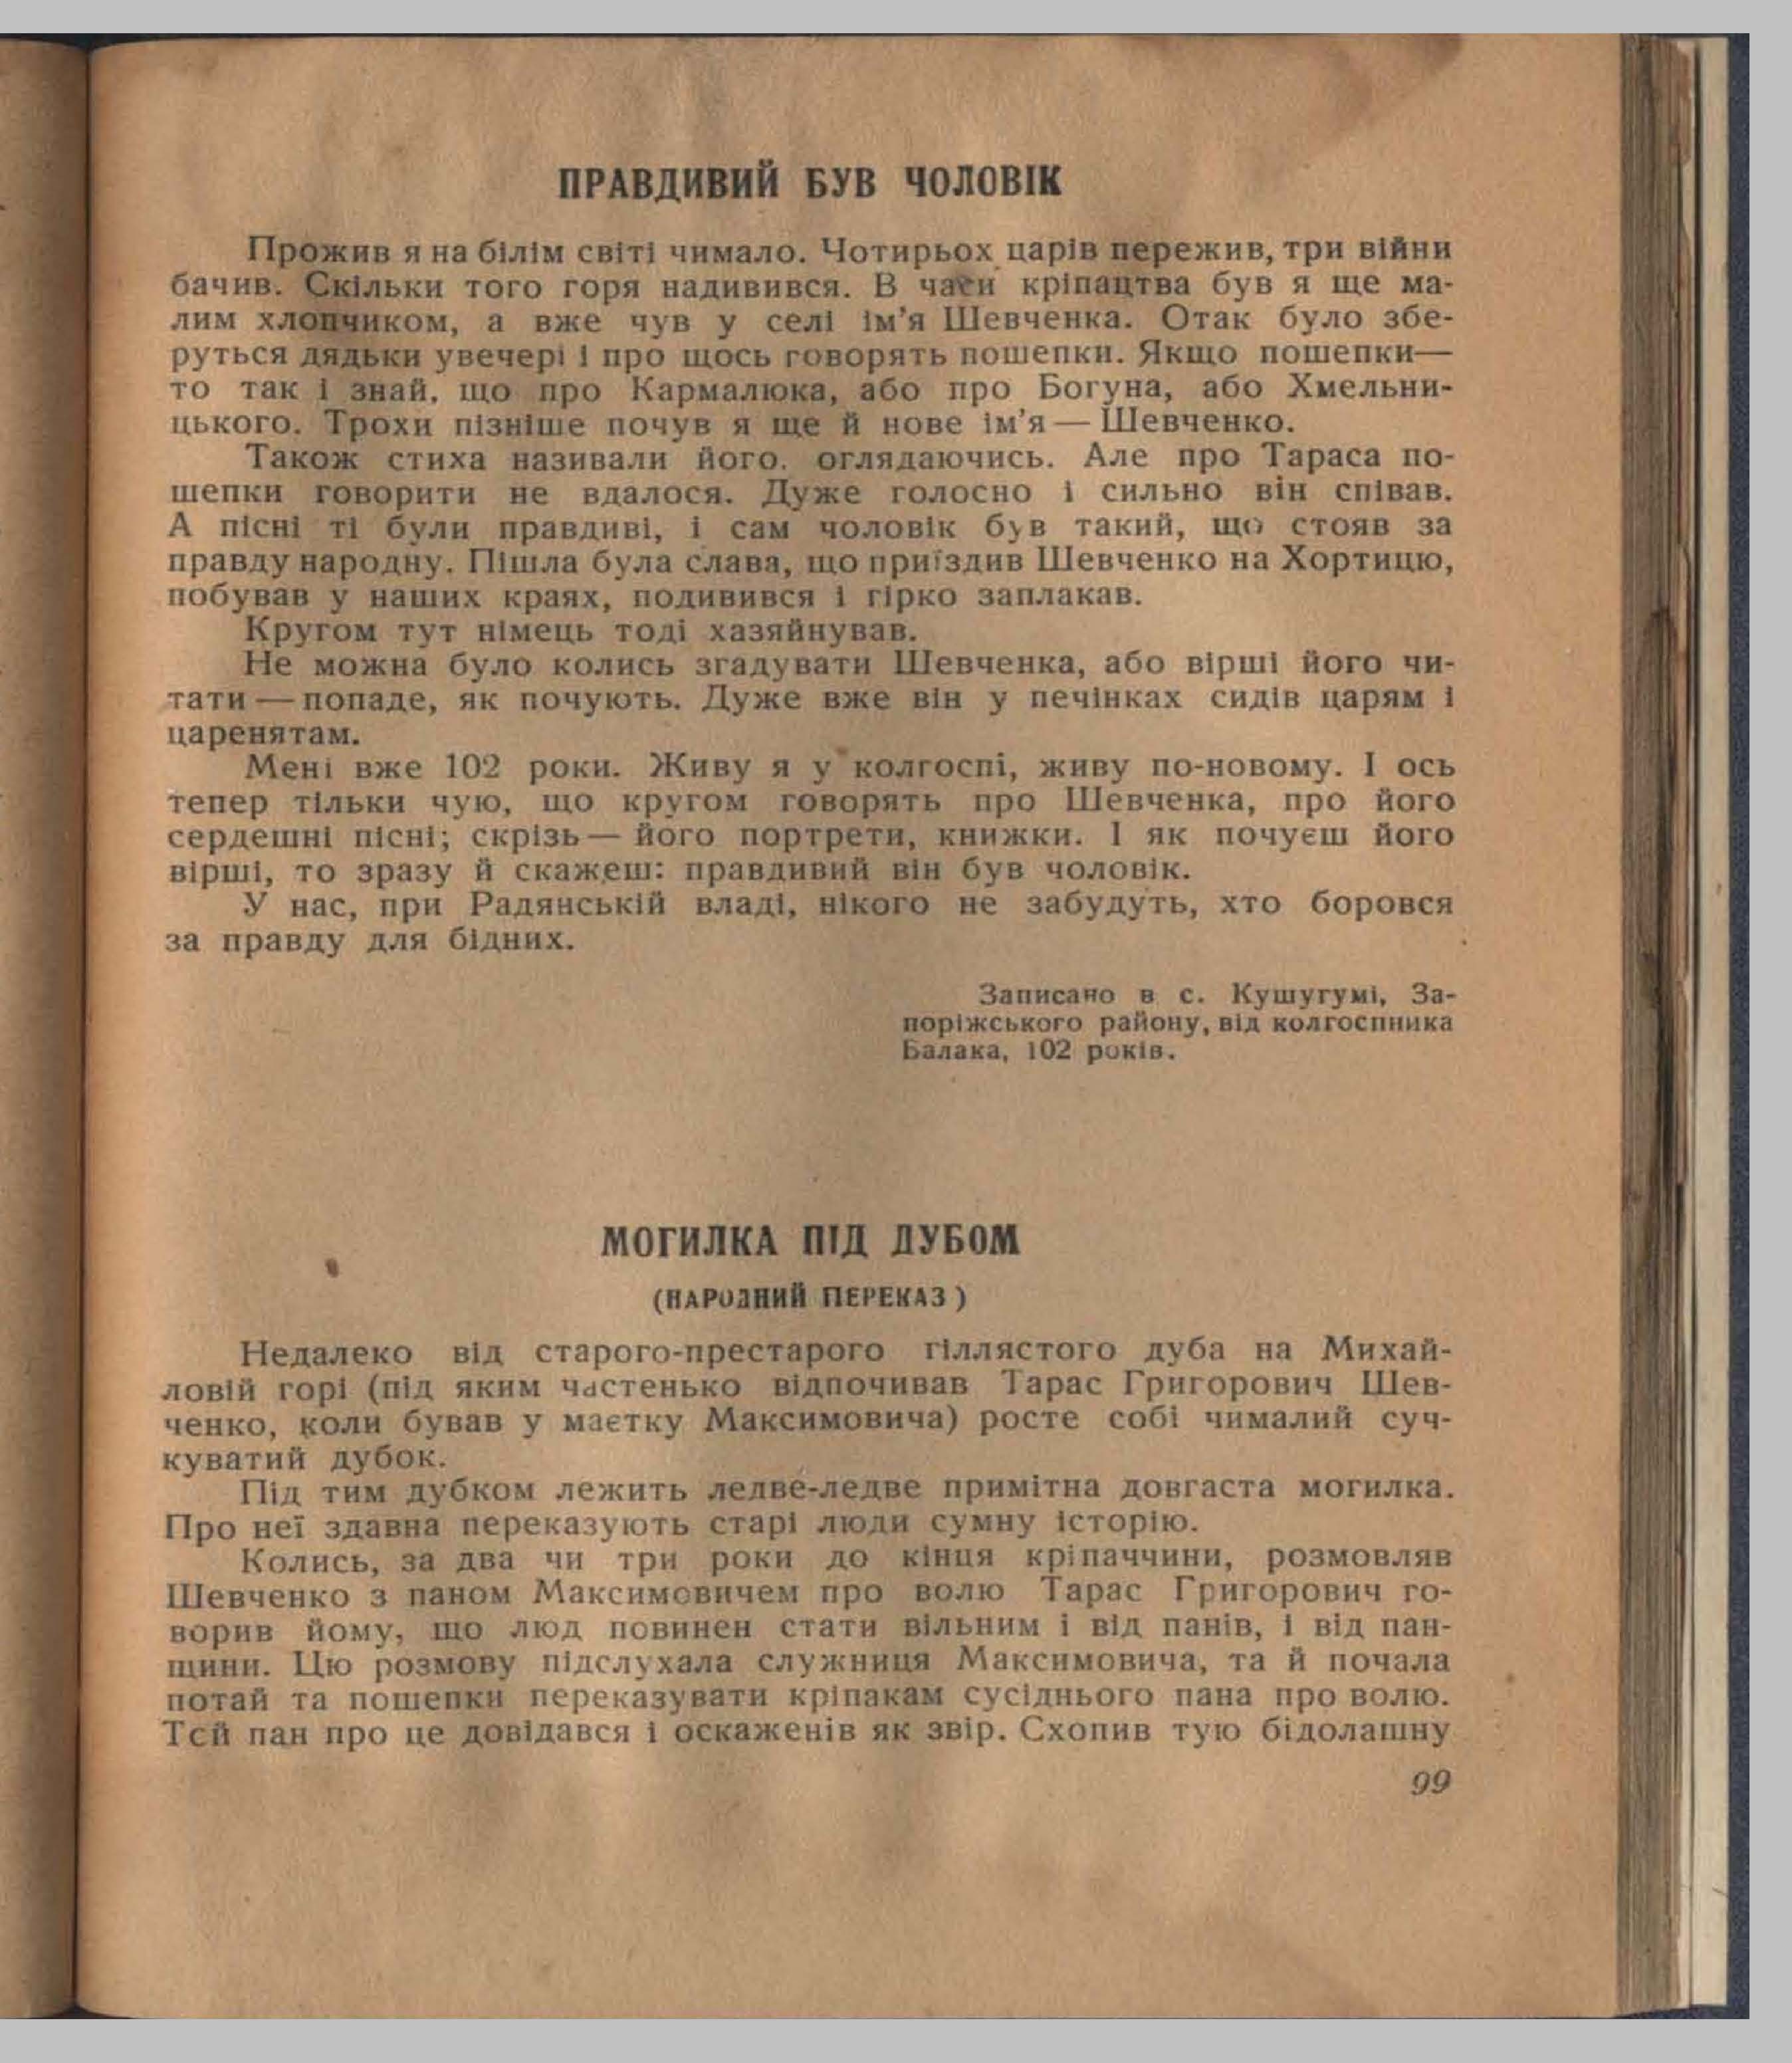 ПРАВДИВИЙ БУВ ЧОЛОВІК
Прожив я на білім світі чимало. Чотирьох царів пережив, три війни
бачив. Скільки того горя надивився. В часи кріпацтва був я ще ма-
лим хлопчиком, а вже чув у селі ім’я Шевченка. Отак було збе-
руться дядьки увечері і про щось говорять пошепки. Якщо пошепки—
то так і знай, що про Кармалюка, або про Богуна, або Хмельни-
цького. Трохи пізніше почув я ще й нове ім’я — Шевченко.
Також стиха називали його, оглядаючись. Але про Тараса по-
шепки говорити не вдалося. Дуже голосно і сильно він співав.
А пісні ті були правдиві, і сам чоловік був такий, що стояв за
правду народну. Пішла була слава, що приїздив Шевченко на Хортицю,
побував у наших краях, подивився і гірко заплакав.
Кругом тут німець тоді хазяйнував.
Не можна було колись згадувати Шевченка, або вірші його чи-
тати — попаде, як почують. Дуже вже він у печінках сидів царям і
царенятам.
Мені вже 102 роки. Живу я у колгоспі, живу по-новому. І ось
тепер тільки чую, що кругом говорять про Шевченка, про його
сердешні пісні; скрізь — його портрети, книжки. І як почуєш його
вірші, то зразу й скажеш: правдивий він був чоловік.
У нас, при Радянській владі, нікого не забудуть, хто боровся
за правду для бідних.
Записано в с. Кушугумі, За-
поріжського району, від колгоспника
Балака, 102 років.
МОГИЛКА ПІД ДУБОМ
(НАРОДНИЙ ПЕРЕКАЗ)
Недалеко від старого-престарого гіллястого дуба на Михай-
ловій горі (під яким частенько відпочивав Тарас Григорович Шев-
ченко, коли бував у маєтку Максимовича) росте собі чималий суч-
куватий дубок.
Під тим дубком лежить ледве-ледве примітна довгаста могилка.
Про неї здавна переказують старі люди сумну історію.
Колись, за два чи три роки до кінця кріпаччини, розмовляв
Шевченко з паном Максимовичем про волю Тарас Григорович го-
ворив йому, що люд повинен стати вільним і від панів, і від пан-
щини. Цю розмову підслухала служниця Максимовича, та й почала
потай та пошепки переказувати кріпакам сусіднього пана про волю.
Тєй пан про це довідався і оскаженів як звір. Схопив тую бідолашну
99